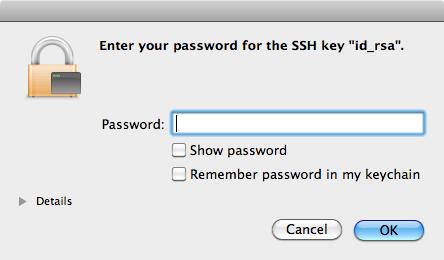 Enter your password for the SSH key "id_rsa".
Password:
Show password
Remember password in my keychain
Details
Cancel
OK